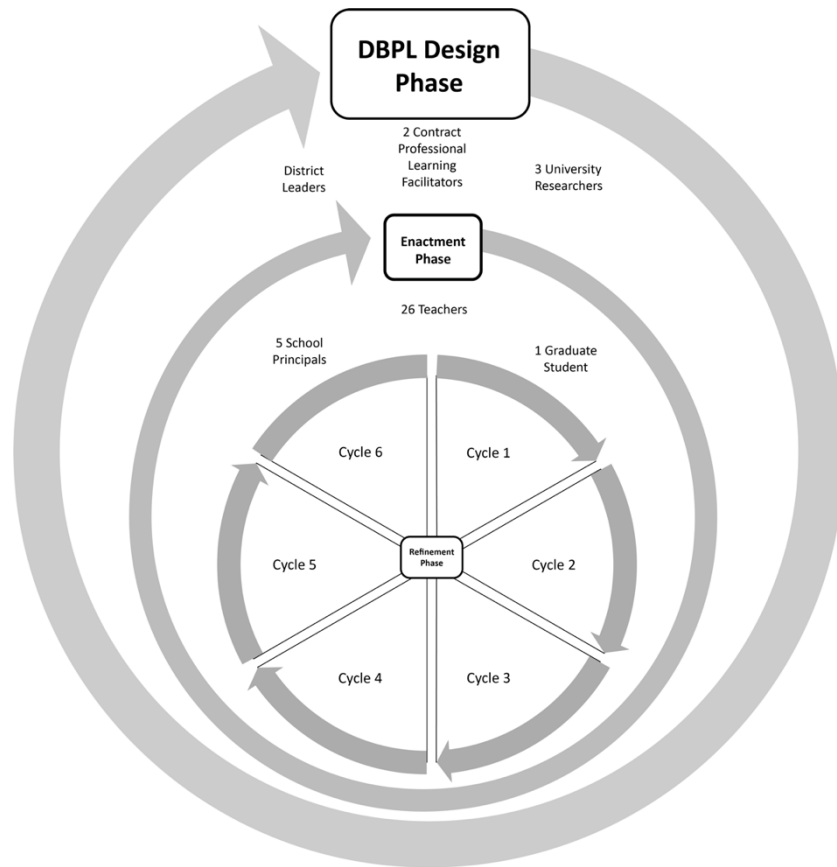 DBPL Design
Phase
2 Contract
Professional
Learning
Facilitators
District
Leaders
3 University
Researchers
Enactment
Phase
26 Teachers
5 School
Principals
1 Graduate
Student
Cycle 6
Cycle 1
Cycle 5
Refinement
Phase
Cycle 2
Cycle 4
Cycle 3